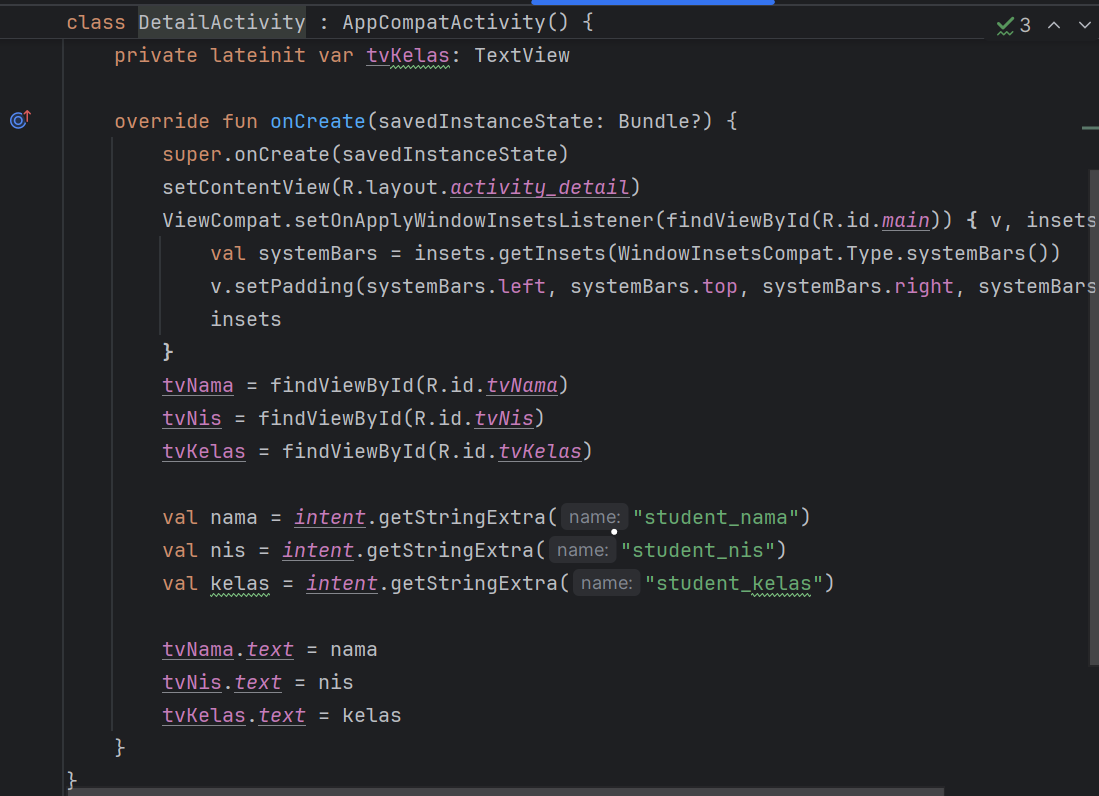 class DetailActivity : AppCompatActivity() {
3
private lateinit var tvKelas: TextView
override fun onCreate(savedInstanceState: Bundle?) {
super.onCreate(savedInstanceState)
setContentView(R.layout.activity_detail)
ViewCompat.setOnApplyWindowInsetsListener(findViewById(R.id.main)) { v, insets
val systemBars = insets.getInsets(WindowInsetsCompat.Type.systemBars())
v.setPadding(systemBars.left, systemBars.top, systemBars.right, systemBars
insets
}
tvNama = findViewById(R.id.tvNama)
tvNis = findViewById(R.id.tvNis)
tvKelas = findViewById(R.id.tvKelas)
val nama = intent.getStringExtra( name: "student_nama")
val nis = intent.getStringExtra( name: "student_nis")
val kelas = intent.getStringExtra( name: "student_kelas")
tvNama.text = nama
tvNis.text = nis
tvKelas.text = kelas
}
}